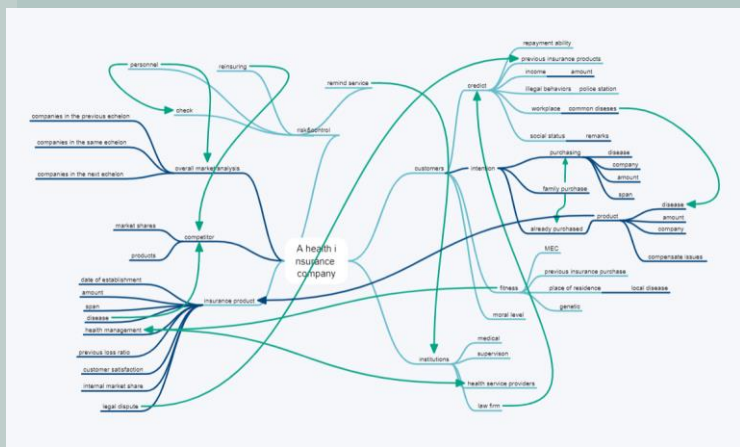 personnel
reinsuring
check
remind service
risk&control
companies in the previous echelon
companies in the same echelon
overall market analysis
companies in the next echelon
market shares
competitor
products
A health i
nsurance
company
date of establishment
amount
span
insurance product
disease
health management
previous loss ratio
customer satisfaction
internal market share
legal dispute
customers
credict
repayment ability
previous insurance products
income
amount
illegal behaviors
police station
workplace
common diseses
social status
remarks
intention
purchasing
disease
company
amount
span
family purchase
already purchased
product
disease
amount
company
compensate issues
fitness
MEC
previous insurance purchase
place of residence
local disease
genetic
moral level
institutions
medical
supervison
health service providers
law firm